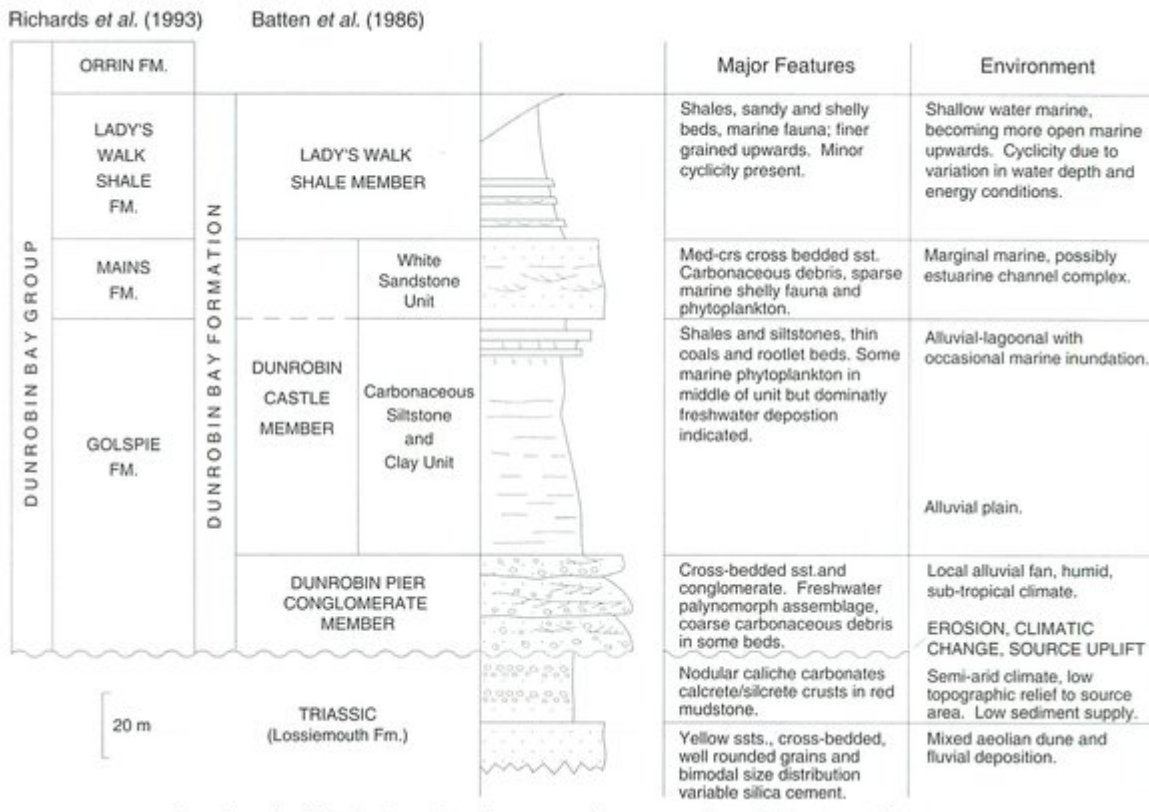 Richards et al. (1993)
Batten et al. (1986)
Major Features
Environment
DUNROBIN BAY GROUP
ORRIN FM.
LADY'S
WALK
SHALE
FM.
MAINS
FM.
GOLSPIE
FM.
DUNROBIN BAY FORMATION
LADY'S WALK
SHALE MEMBER
Shales, sandy and shelly
beds, marine fauna; finer
grained upwards. Minor
cyclicity present.
Shallow water marine,
becoming more open marine
upwards. Cyclicity due to
variation in water depth and
energy conditions.
DUNROBIN
CASTLE
MEMBER
White
Sandstone
Unit
Med-crs cross bedded sst.
Carbonaceous debris, sparse
marine shelly fauna and
phytoplankton.
Marginal marine, possibly
estuarine channel complex.
Carbonaceous
Siltstone
and
Clay Unit
Shales and siltstones, thin
coals and rootlet beds. Some
marine phytoplankton in
middle of unit but dominatly
freshwater depostion
indicated.
Alluvial-lagoonal with
occasional marine inundation.
Alluvial plain.
DUNROBIN PIER
CONGLOMERATE
MEMBER
Cross-bedded sst.and
conglomerate. Freshwater
palynomorph assemblage,
coarse carbonaceous debris
in some beds.
Local alluvial fan, humid,
sub-tropical climate.
EROSION, CLIMATIC
CHANGE, SOURCE UPLIFT
20 m
TRIASSIC
(Lossiemouth Fm.)
Nodular caliche carbonates
calcrete/silcrete crusts in red
mudstone.
Semi-arid climate, low
topographic relief to source
area. Low sediment supply.
Yellow ssts., cross-bedded,
well rounded grains and
bimodal size distribution
variable silica cement.
Mixed aeolian dune and
fluvial deposition.